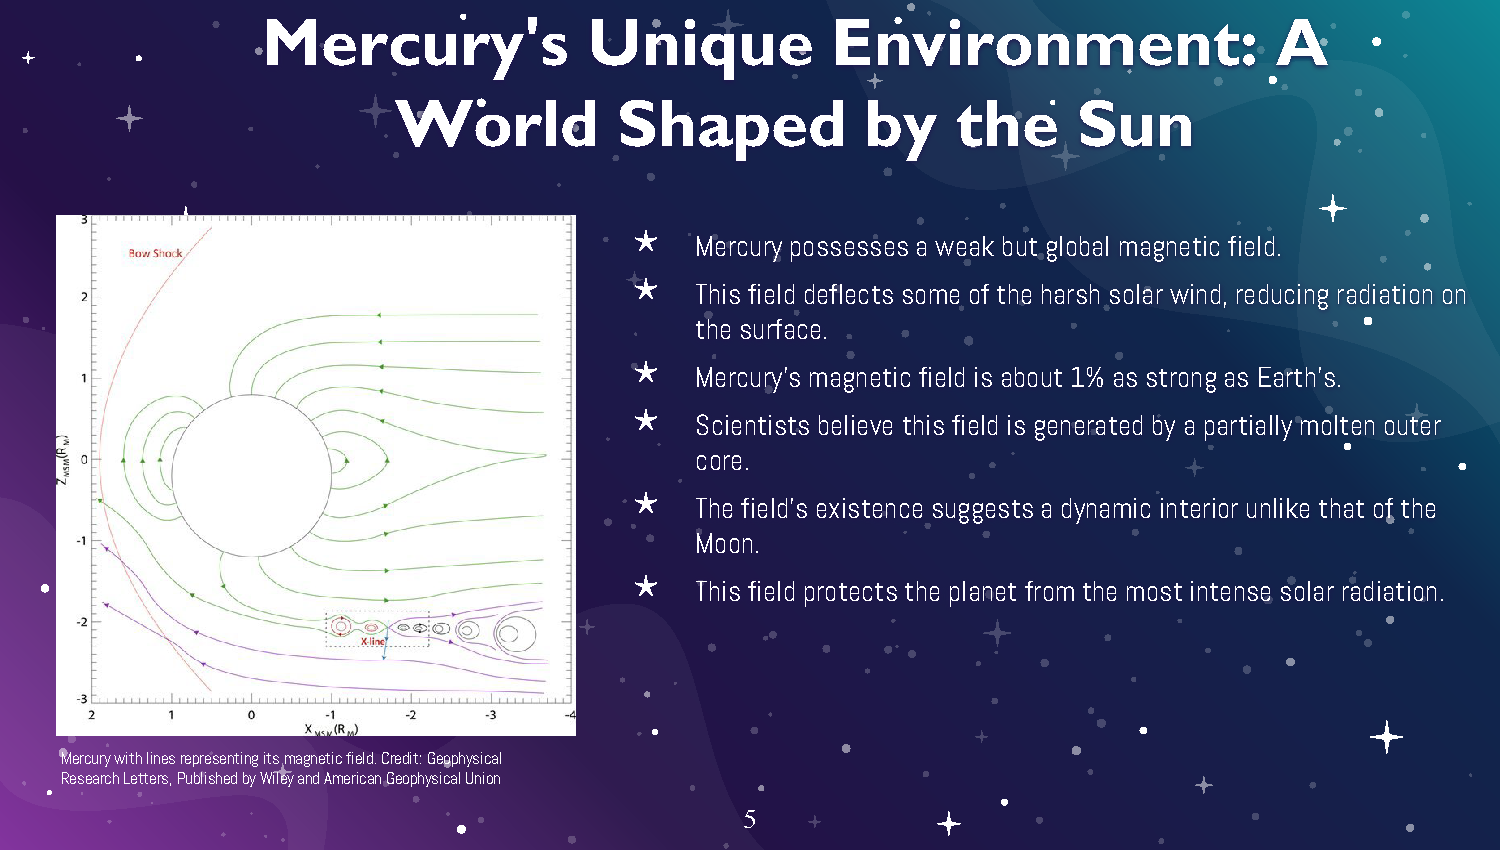 Mercury's Unique Environment: A
World Shaped by the Sun
Bow Shock
3
2
1
0
-1
-2
-3
Z MSM (R M)
X-line
2 1 0 -1 -2 -3 -4
X MSM (R M)
Mercury with lines representing its magnetic field. Credit: Geophysical
Research Letters, Published by Wiley and American Geophysical Union
Mercury possesses a weak but global magnetic field.
This field deflects some of the harsh solar wind, reducing radiation on
the surface.
Mercury's magnetic field is about 1% as strong as Earth's.
Scientists believe this field is generated by a partially molten outer
core.
The field's existence suggests a dynamic interior unlike that of the
Moon.
This field protects the planet from the most intense solar radiation.
5